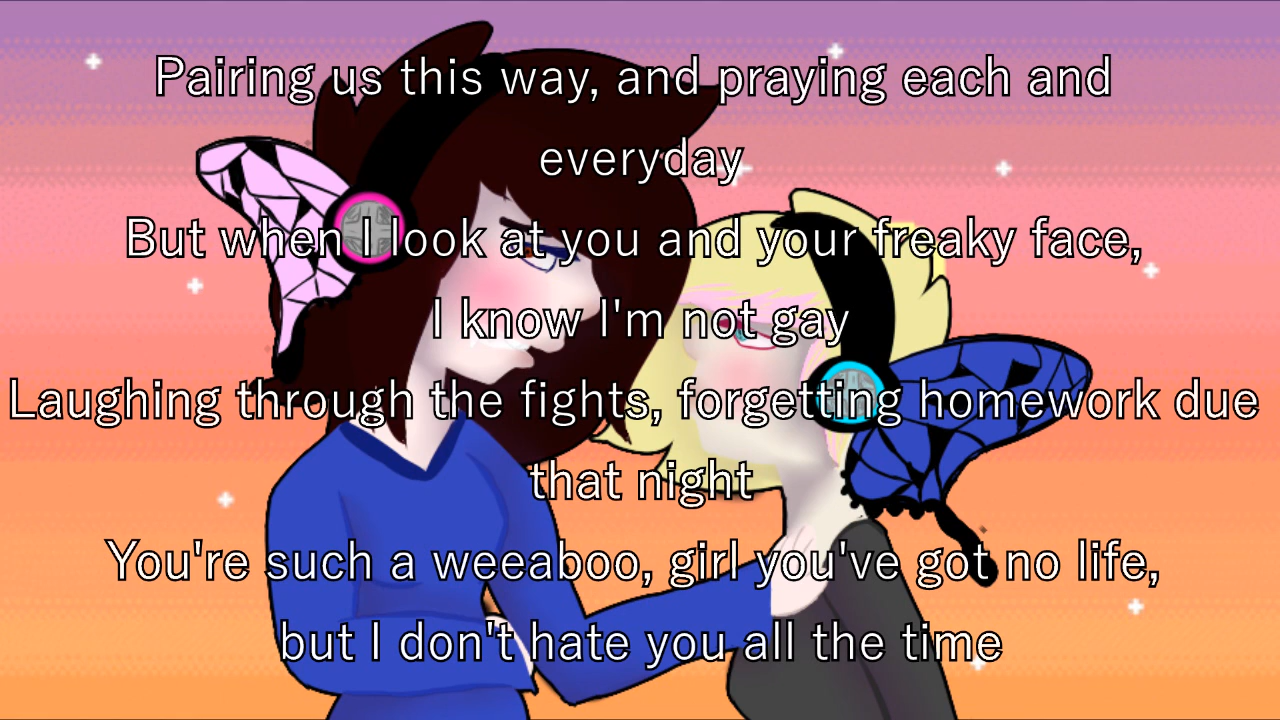 Pairing us this way, and praying each and
everyday
But when I look at you and your freaky face,
I know I'm not gay
Laughing through the fights, forgetting homework due
that night
You're such a weeaboo, girl you've got no life,
but I don't hate you all the time